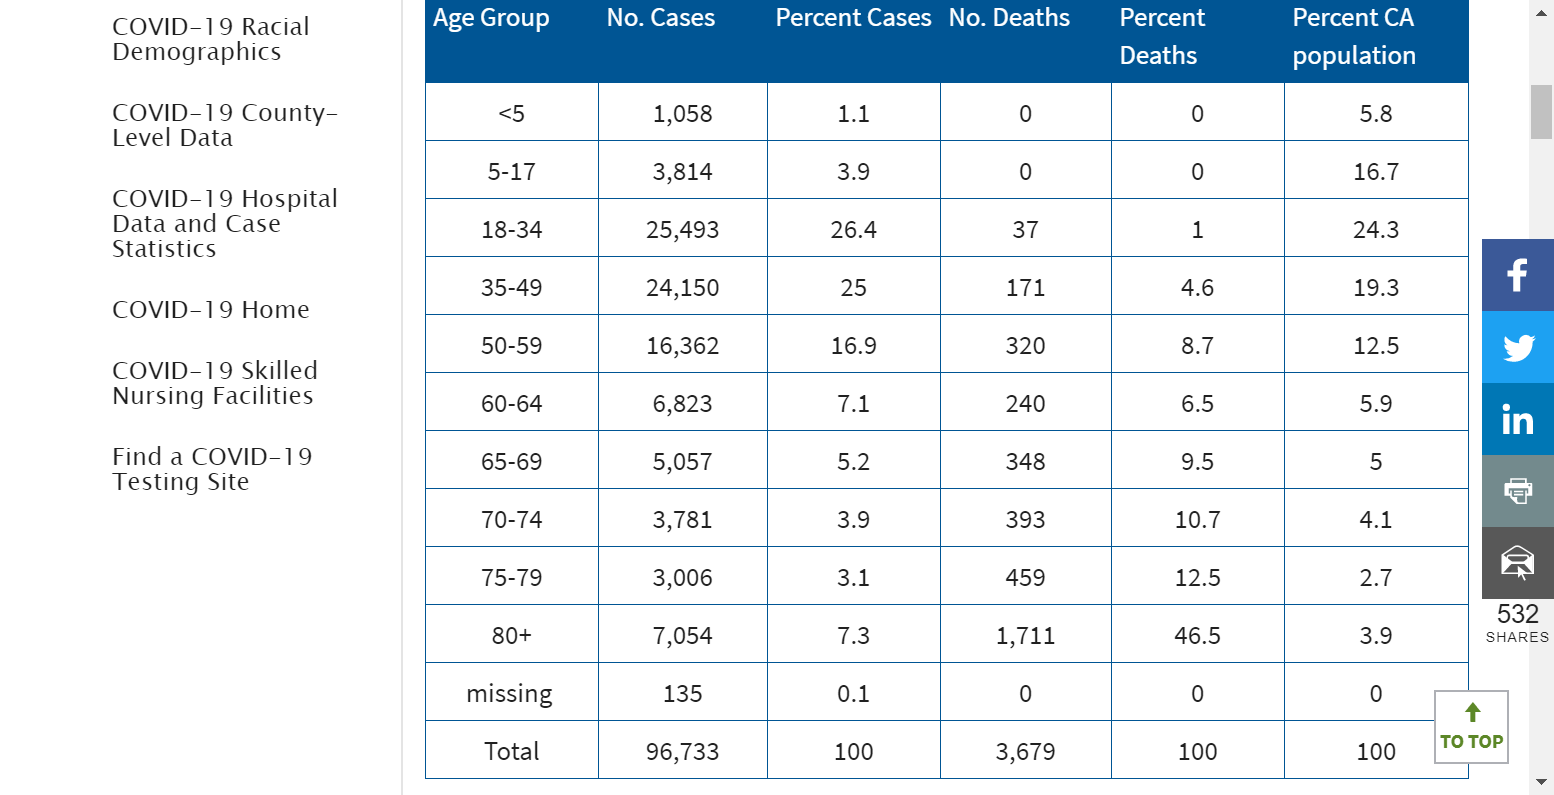 COVID-19 Racial
Demographics
COVID-19 County-
Level Data
COVID-19 Hospital
Data and Case
Statistics
COVID-19 Home
COVID-19 Skilled
Nursing Facilities
Find a COVID-19
Testing Site
Age Group No. Cases Percent Cases No. Deaths Percent Deaths Percent CA population
<5 1,058 1.1 0 0 5.8
5-17 3,814 3.9 0 0 16.7
18-34 25,493 26.4 37 1 24.3
35-49 24,150 25 171 4.6 19.3
50-59 16,362 16.9 320 8.7 12.5
60-64 6,823 7.1 240 6.5 5.9
65-69 5,057 5.2 348 9.5 5
70-74 3,781 3.9 393 10.7 4.1
75-79 3,006 3.1 459 12.5 2.7
80+ 7,054 7.3 1,711 46.5 3.9
missing 135 0.1 0 0 0
Total 96,733 100 3,679 100 100
f
in
532
SHARES
TO TOP